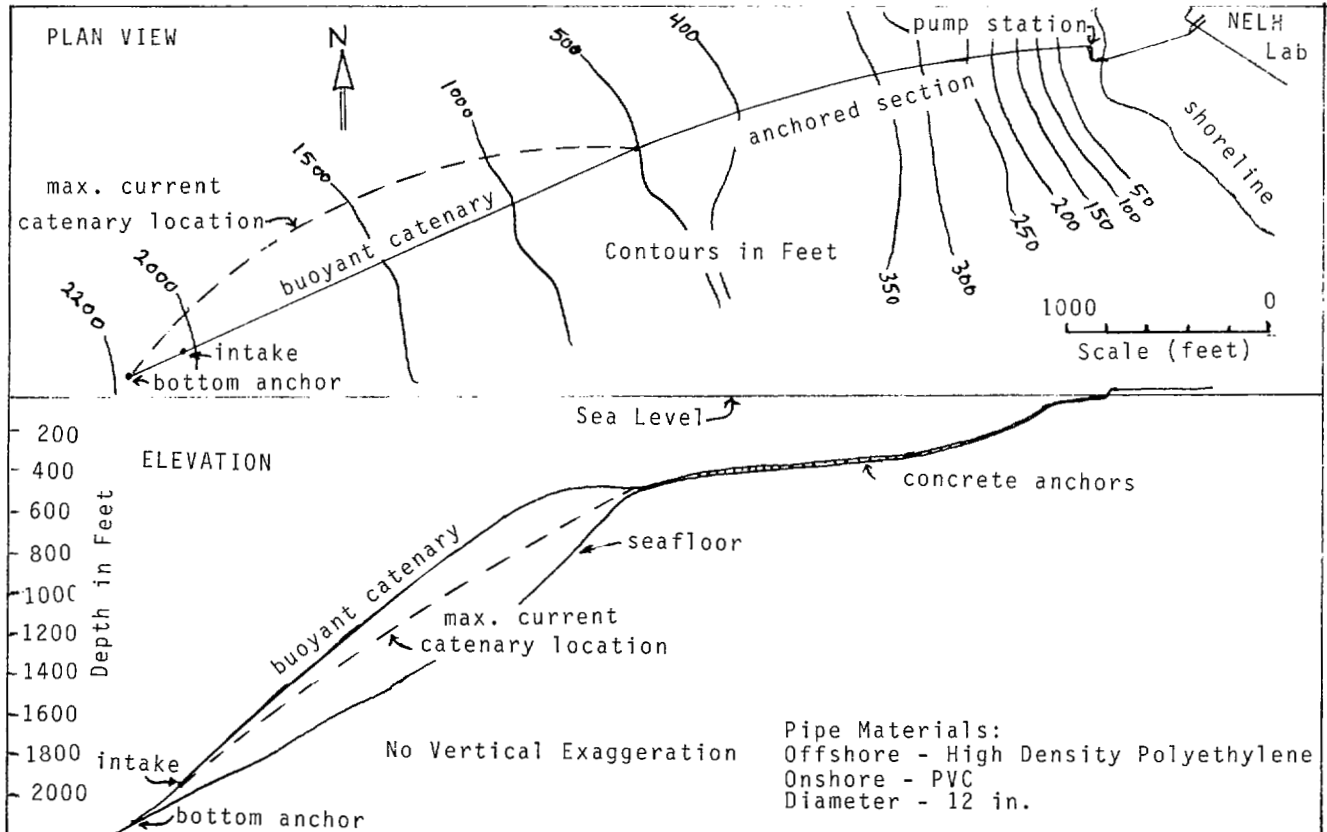 PLAN VIEW
N
500
400
pump station
NELH
Lab
1000
anchored section
shoreline
1500
max. current
catenary location
buoyant catenary
50
100
150
200
250
300
350
Contours in Feet
2000
2200
intake
bottom anchor
1000
0
Scale (feet)
Sea Level
ELEVATION
200
400
600
800
1000
1200
1400
1600
1800
2000
Depth in Feet
concrete anchors
seafloor
buoyant catenary
max. current
catenary location
intake
bottom anchor
No Vertical Exaggeration
Pipe Materials:
Offshore - High Density Polyethylene
Onshore - PVC
Diameter - 12 in.